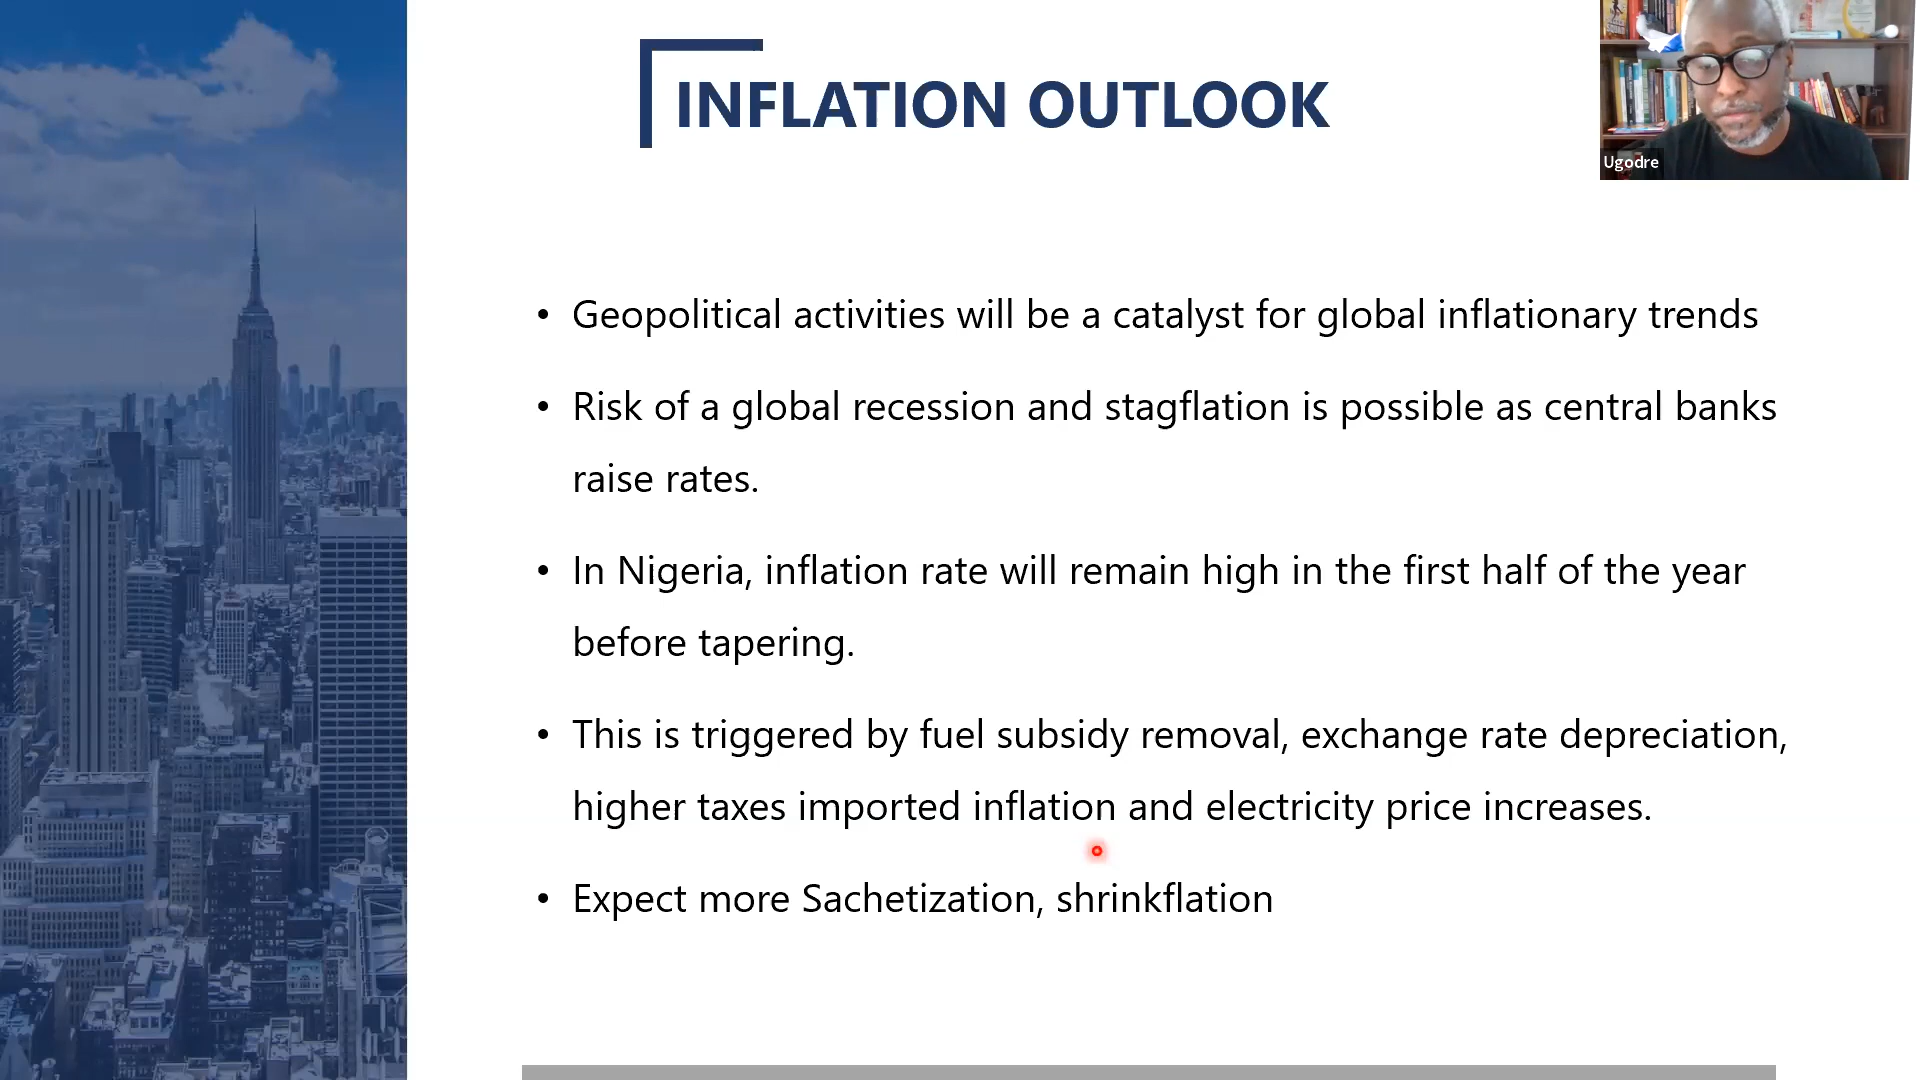 INFLATION OUTLOOK
Ugodre
• Geopolitical activities will be a catalyst for global inflationary trends
• Risk of a global recession and stagflation is possible as central banks
raise rates.
• In Nigeria, inflation rate will remain high in the first half of the year
before tapering.
• This is triggered by fuel subsidy removal, exchange rate depreciation,
higher taxes imported inflation and electricity price increases.
• Expect more Sachetization, shrinkflation